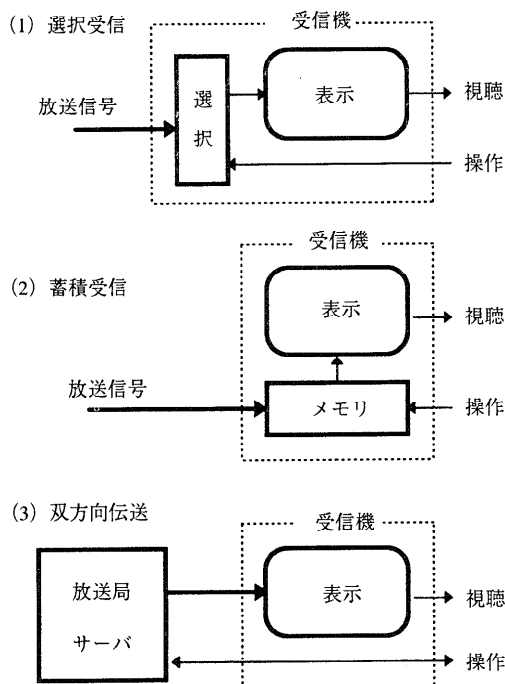 (1) 選択受信
受信機
放送信号
選択
表示
視聴
操作
(2) 蓄積受信
受信機
表示
視聴
放送信号
メモリ
操作
(3) 双方向伝送
受信機
放送局
サーバ
表示
視聴
操作